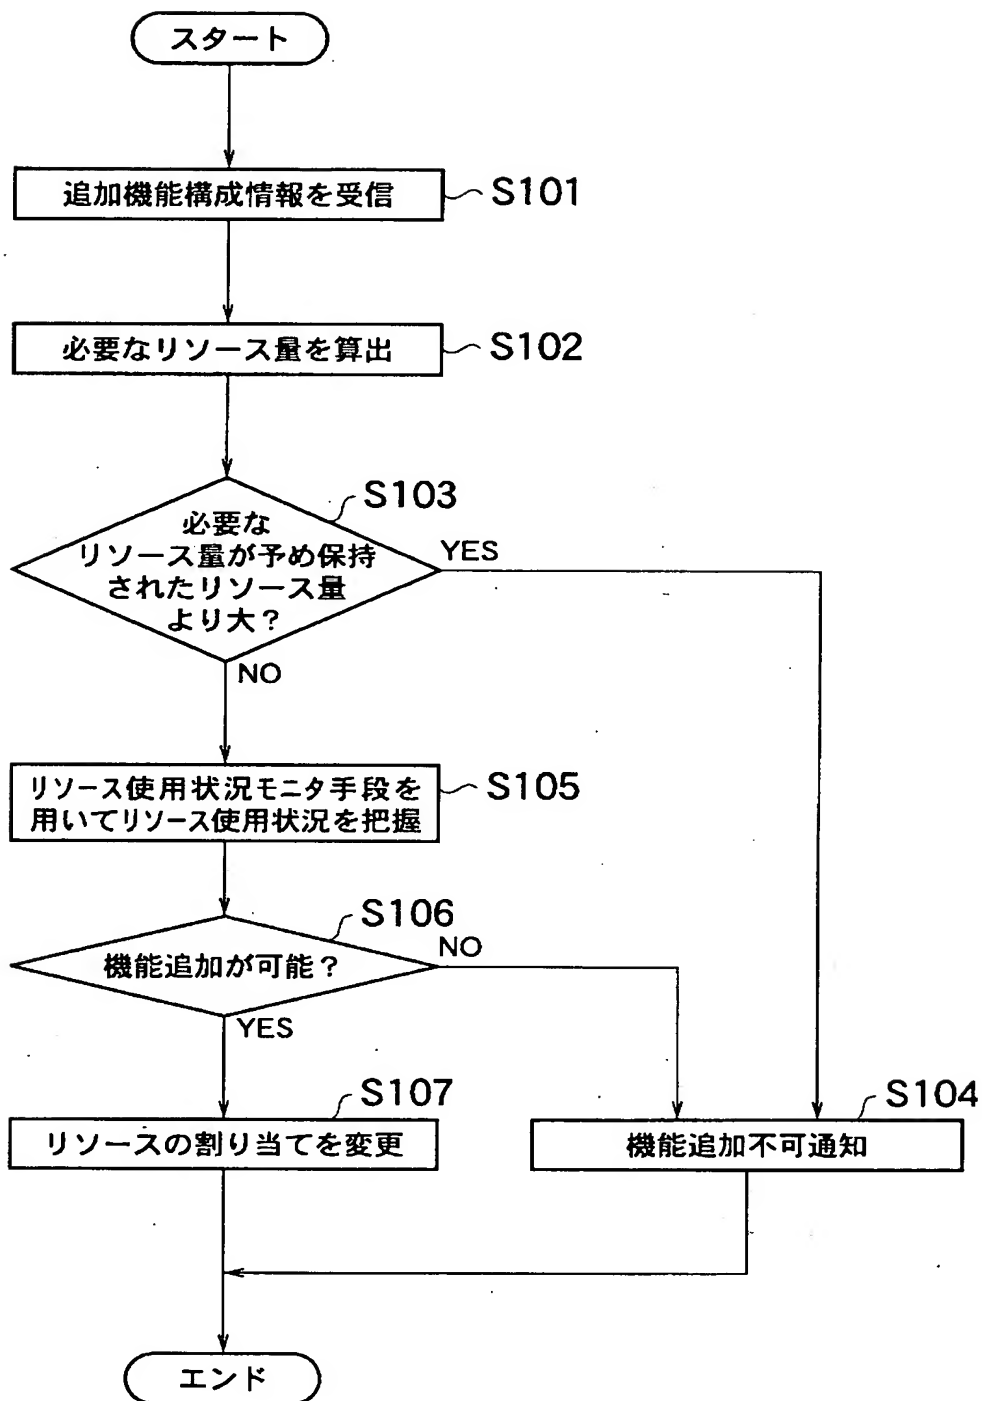 スタート
追加機能構成情報を受信
S101
必要なリソース量を算出
S102
S103
必要な
リソース量が予め保持
されたリソース量
より大？
YES
NO
リソース使用状況モニタ手段を
用いてリソース使用状況を把握
S105
S106
機能追加が可能？
NO
YES
S107
リソースの割り当てを変更
S104
機能追加不可通知
エンド